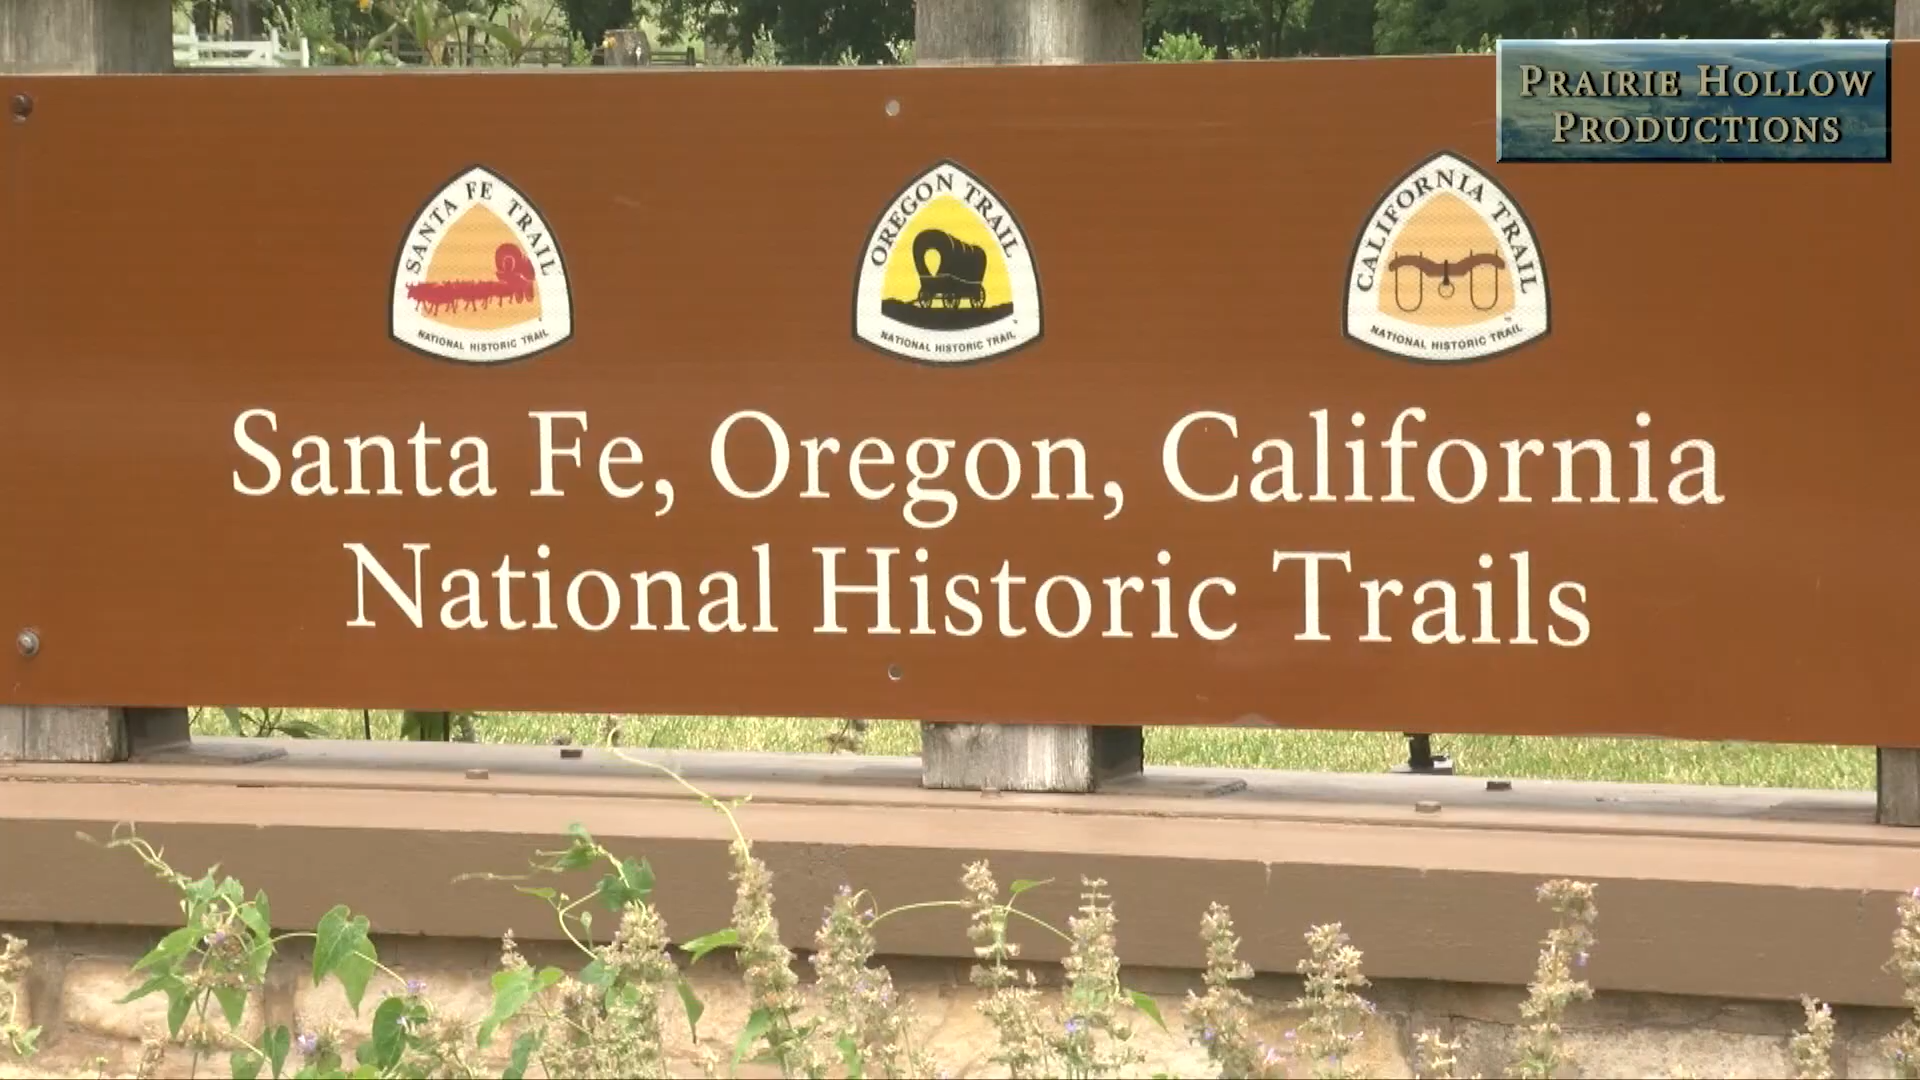 PRAIRIE HOLLOW
PRODUCTIONS
SANTA FE TRAIL
NATIONAL HISTORIC TRAIL
OREGON TRAIL
NATIONAL HISTORIC TRAIL
CALIFORNIA TRAIL
NATIONAL HISTORIC TRAIL
Santa Fe, Oregon, California
National Historic Trails